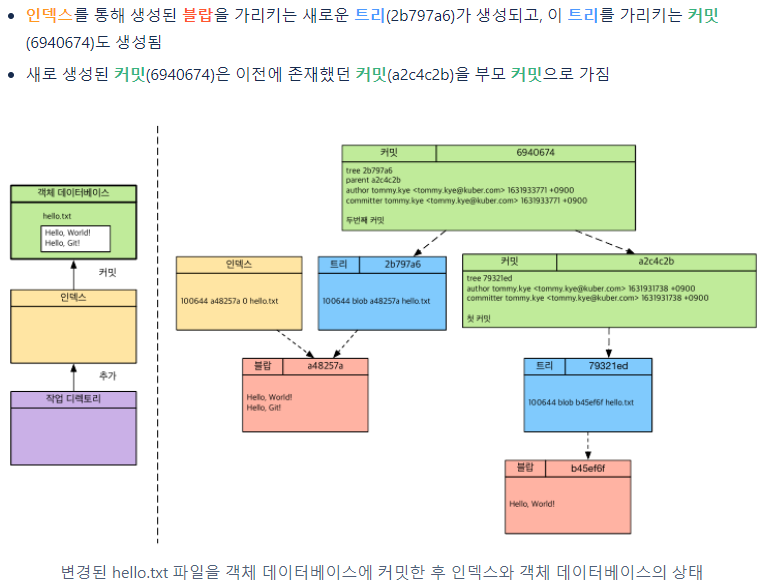 인덱스를 통해 생성된 불랍을 가리키는 새로운 트리(2b797a6)가 생성되고, 이 트리를 가리키는 커밋
(6940674)도 생성됨
새로 생성된 커밋(6940674)은 이전에 존재했던 커밋(a2c4c2b)을 부모 커밋으로 가짐
객체 데이터베이스
hello.txt
Hello, World!
Hello, Git!
커밋
인덱스
추가
작업 디렉토리
커밋 6940674
tree 2b797a6
parent a2c4c2b
author tommy.kye <tommy.kye@kuber.com> 1631933771 +0900
committer tommy.kye <tommy.kye@kuber.com> 1631933771 +0900
두번째 커밋
인덱스
100644 a48257a 0 hello.txt
트리 2b797a6
100644 blob a48257a hello.txt
커밋 a2c4c2b
tree 79321ed
author tommy.kye <tommy.kye@kuber.com> 1631931738 +0900
committer tommy.kye <tommy.kye@kuber.com> 1631931738 +0900
첫 커밋
불랍 a48257a
Hello, World!
Hello, Git!
트리 79321ed
100644 blob b45ef6f hello.txt
불랍 b45ef6f
Hello, World!
변경된 hello.txt 파일을 객체 데이터베이스에 커밋한 후 인덱스와 객체 데이터베이스의 상태